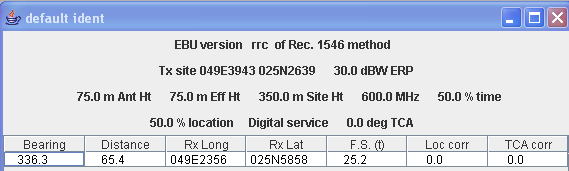 default ident
EBU version rrc of Rec. 1546 method
Tx site 049E3943 025N2639 30.0 dBW ERP
75.0 m Ant Ht 75.0 m Eff Ht 350.0 m Site Ht 600.0 MHz 50.0 % time
50.0 % location Digital service 0.0 deg TCA
Bearing Distance Rx Long Rx Lat F.S. (t) Loc corr TCA corr
336.3 65.4 049E2356 025N5858 25.2 0.0 0.0